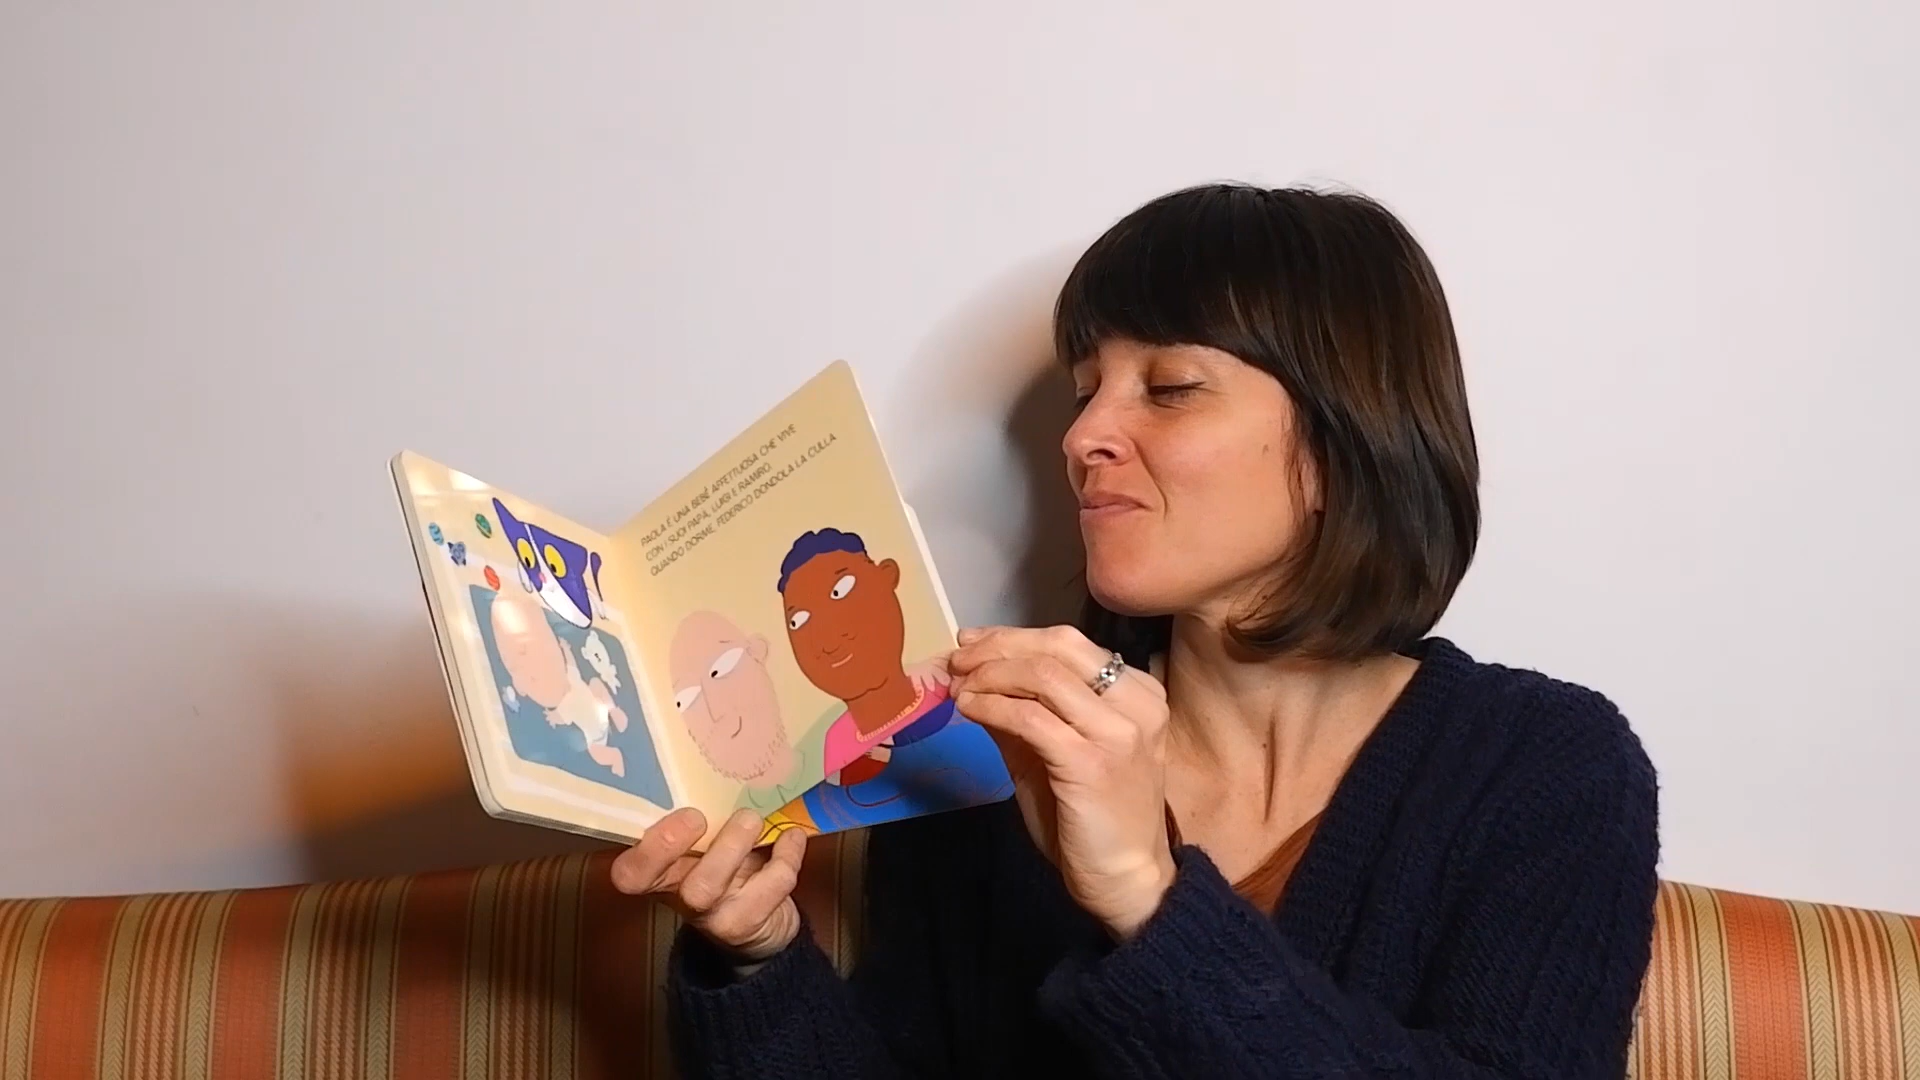 PAOLA È UNA BEBÈ AFFETTUOSA CHE VIVE
CON I SUOI PAPÀ, LUIGI E RAMIRO.
QUANDO DORME, FEDERICO DONDOLA LA CULLA